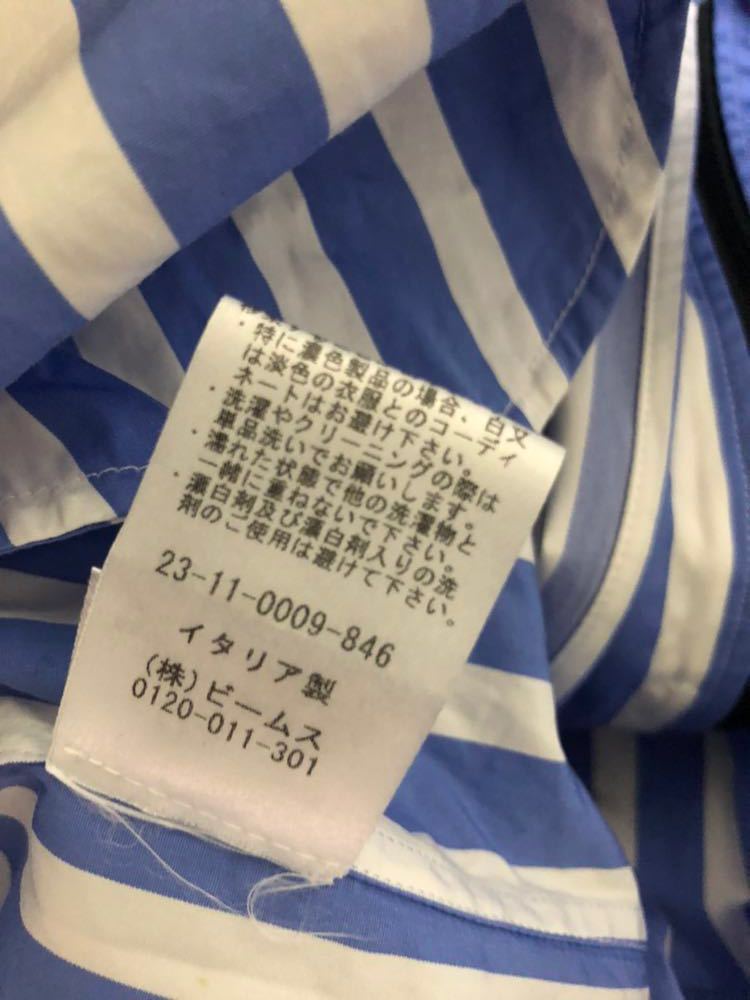 ・特に濃色製品の場合、白又
は淡色の衣服とのコーディ
ネートはお避け下さい。
・洗濯やクリーニングの際は
単品洗いでお願いします。
・濡れた状態で他の洗濯物と
一緒に重ねないで下さい。
・漂白剤及び漂白剤入りの洗
剤のご使用は避けて下さい。
23-11-0009-846
イタリア製
(株)ビームス
0120-011-301